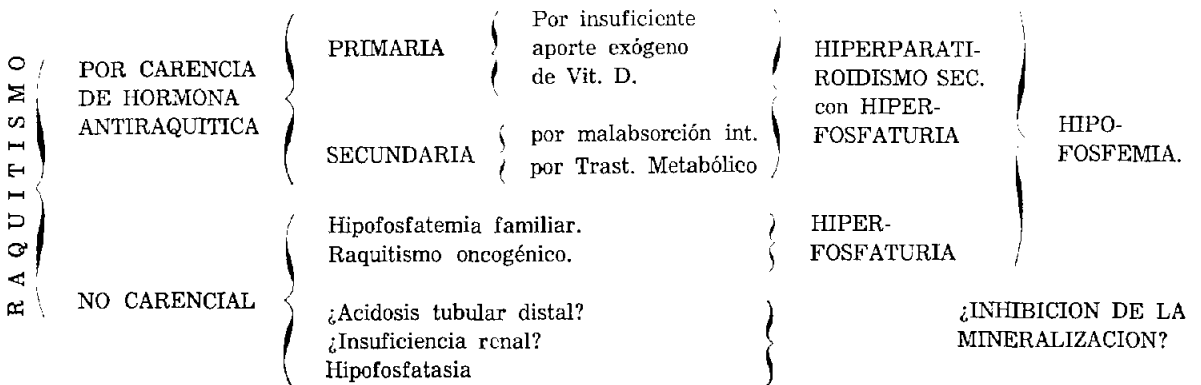 RAQUITISMO
POR CARENCIA
DE HORMONA
ANTIRAQUITICA
PRIMARIA
Por insuficiente
aporte exógeno
de Vit. D.
SECUNDARIA
por malabsorción int.
por Trast. Metabólico
HIPERPARATI-
ROIDISMO SEC.
con HIPER-
FOSFATURIA
HIPO-
FOSFEMIA.
NO CARENCIAL
Hipofosfatemia familiar.
Raquitismo oncogénico.
HIPER-
FOSFATURIA
¿Acidosis tubular distal?
¿Insuficiencia renal?
Hipofosfatasia
¿INHIBICION DE LA
MINERALIZACION?